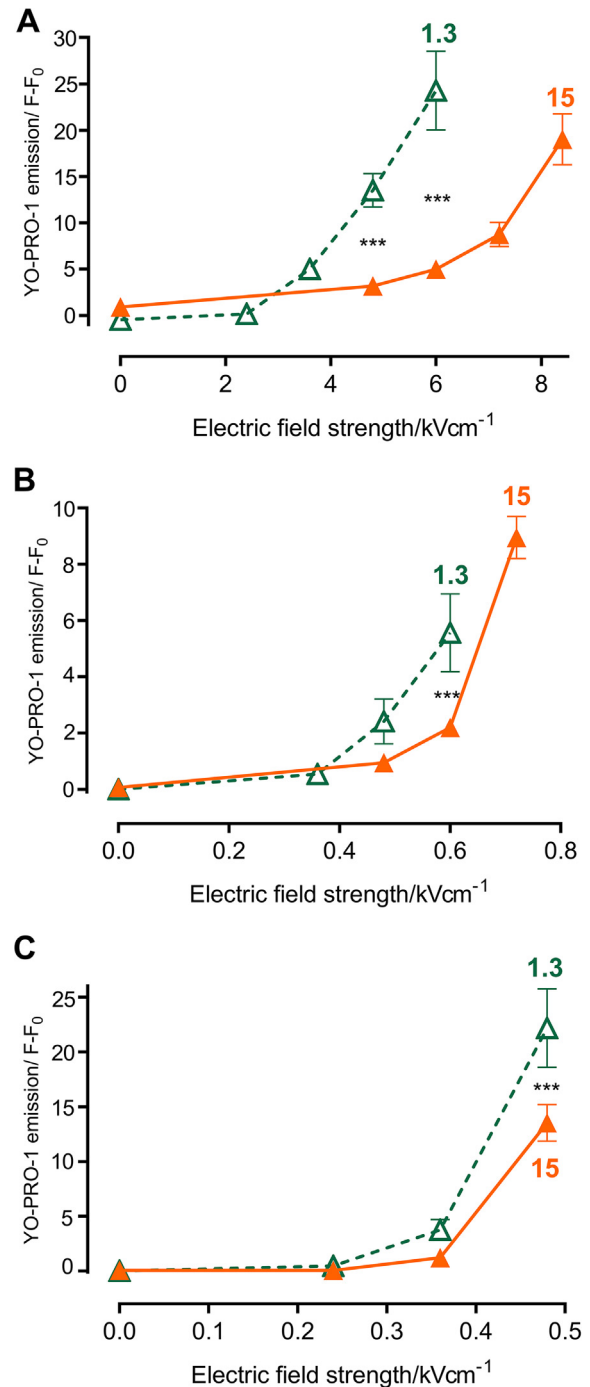 A
1.3
15
30
25
20
15
10
5
0
***
***
YO-PRO-1 emission/ F-F₀
0 2 4 6 8
Electric field strength/kVcm⁻¹
B
15
1.3
10
8
6
4
2
0
***
YO-PRO-1 emission/ F-F₀
0.0 0.2 0.4 0.6 0.8
Electric field strength/kVcm⁻¹
C
1.3
25
20
15
10
5
0
***
15
YO-PRO-1 emission/ F-F₀
0.0 0.1 0.2 0.3 0.4 0.5
Electric field strength/kVcm⁻¹